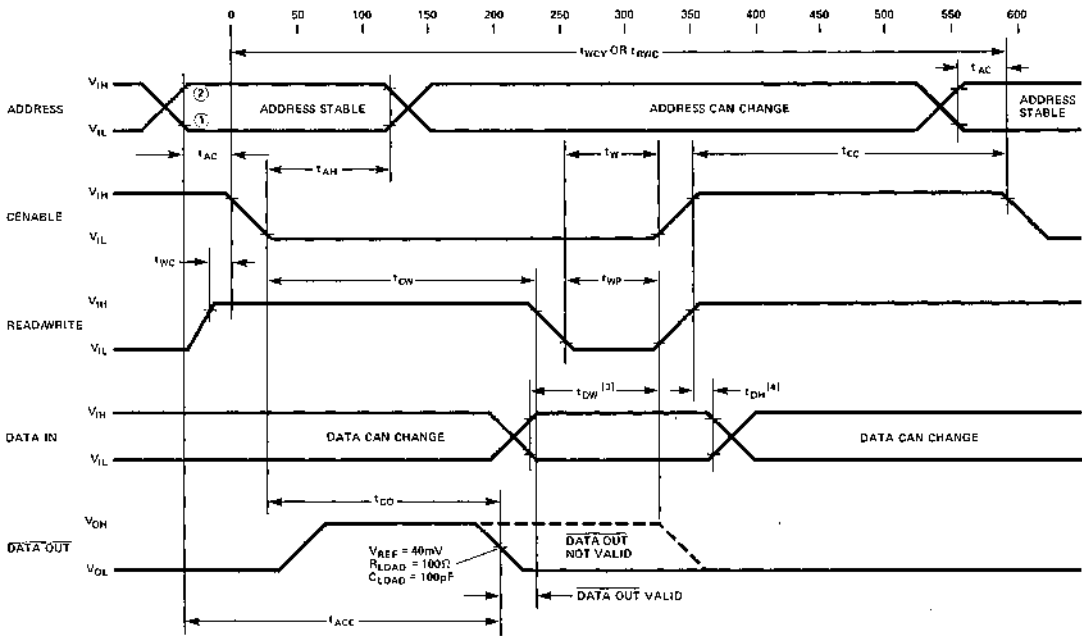 0 50 100 150 200 250 300 350 400 450 500 550 600
tWCY OR tRWC
tAC
ADDRESS
VIH
VIL
②
①
ADDRESS STABLE
ADDRESS CAN CHANGE
ADDRESS STABLE
tAC
tAH
tW
tCC
CENABLE
VIH
VIL
tWC
tCW
tWP
READ/WRITE
VIH
VIL
tDW[3]
tDH[4]
DATA IN
VIH
VIL
DATA CAN CHANGE
DATA CAN CHANGE
tCO
DATA OUT
VOH
VOL
VREF = 40mV
RLOAD = 100Ω
CLOAD = 100pF
DATA OUT
NOT VALID
DATA OUT VALID
tACC